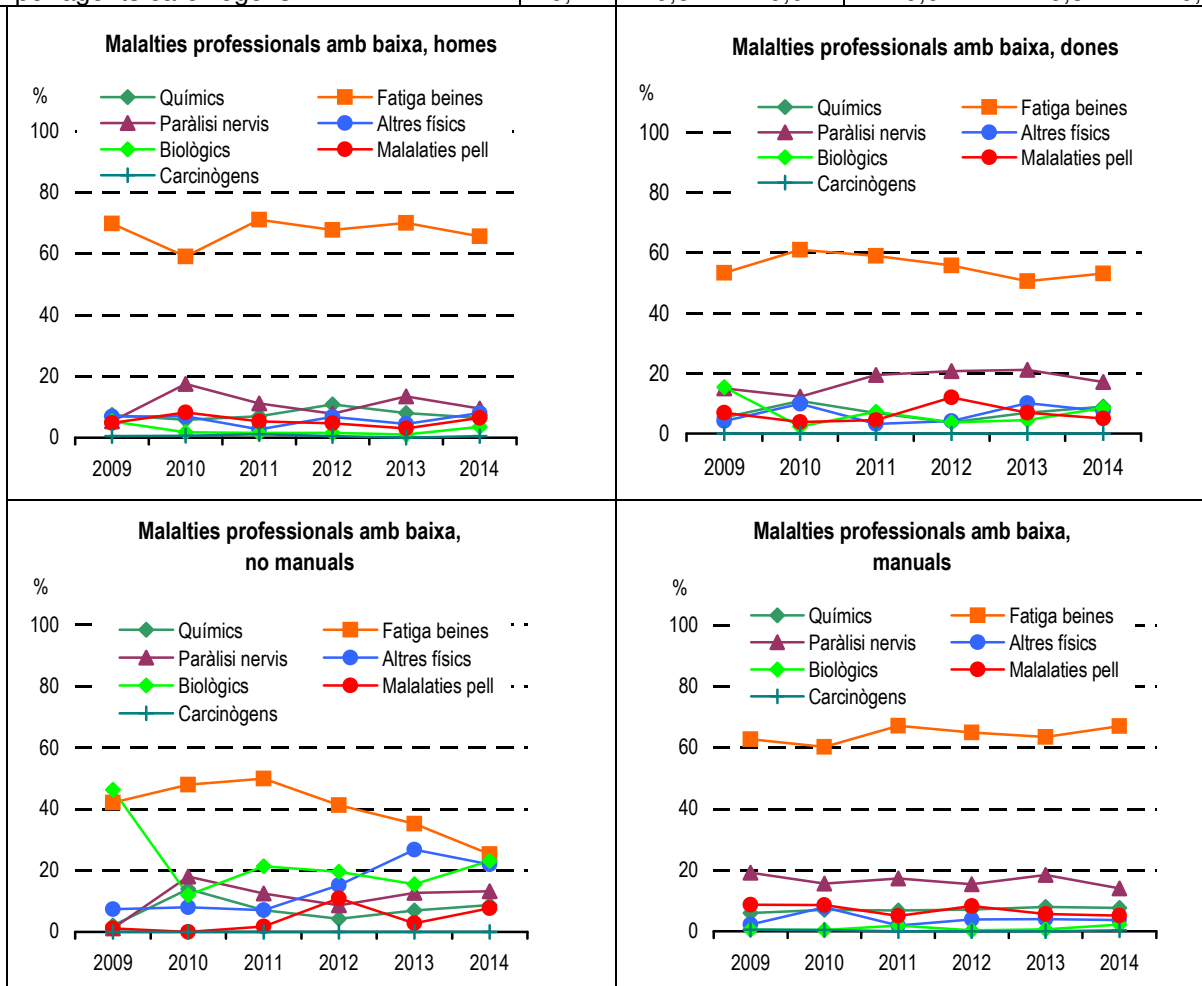 Malalties professionals amb baixa, homes
%
Químics
Fatiga beines
Paràlisi nervis
Altres físics
Biològics
Malalaties pell
Carcinògens
100
80
60
40
20
0
2009 2010 2011 2012 2013 2014
Malalties professionals amb baixa, dones
%
Químics
Fatiga beines
Paràlisi nervis
Altres físics
Biològics
Malalaties pell
Carcinògens
100
80
60
40
20
0
2009 2010 2011 2012 2013 2014
Malalties professionals amb baixa,
no manuals
%
Químics
Fatiga beines
Paràlisi nervis
Altres físics
Biològics
Malalaties pell
Carcinògens
100
80
60
40
20
0
2009 2010 2011 2012 2013 2014
Malalties professionals amb baixa,
manuals
%
Químics
Fatiga beines
Paràlisi nervis
Altres físics
Biològics
Malalaties pell
Carcinògens
100
80
60
40
20
0
2009 2010 2011 2012 2013 2014